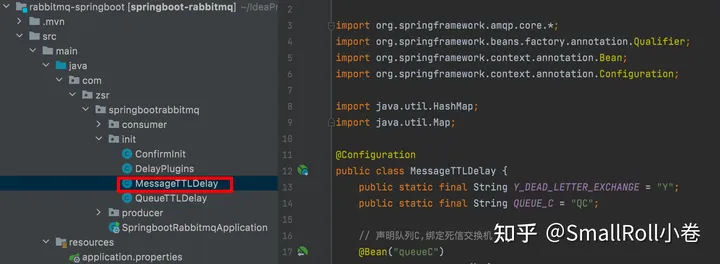 rabbitmq-springboot [springboot-rabbitmq] ~/IdeaPr
.mvn
src
main
java
com
zsr
springbootrabbitmq
consumer
init
ConfirmInit
DelayPlugins
MessageTTLDelay
QueueTTLDelay
producer
SpringbootRabbitmqApplication
resources
application.properties
2
3 import org.springframework.amqp.core.*;
4 import org.springframework.beans.factory.annotation.Qualifier;
5 import org.springframework.context.annotation.Bean;
6 import org.springframework.context.annotation.Configuration;
7
8 import java.util.HashMap;
9 import java.util.Map;
10
11 @Configuration
12 public class MessageTTLDelay {
13 public static final String Y_DEAD_LETTER_EXCHANGE = "Y";
14 public static final String QUEUE_C = "QC";
15
16 // 声明队列C,绑定死信交换机
17 @Bean("queueC")
知乎 @SmallRoll小卷